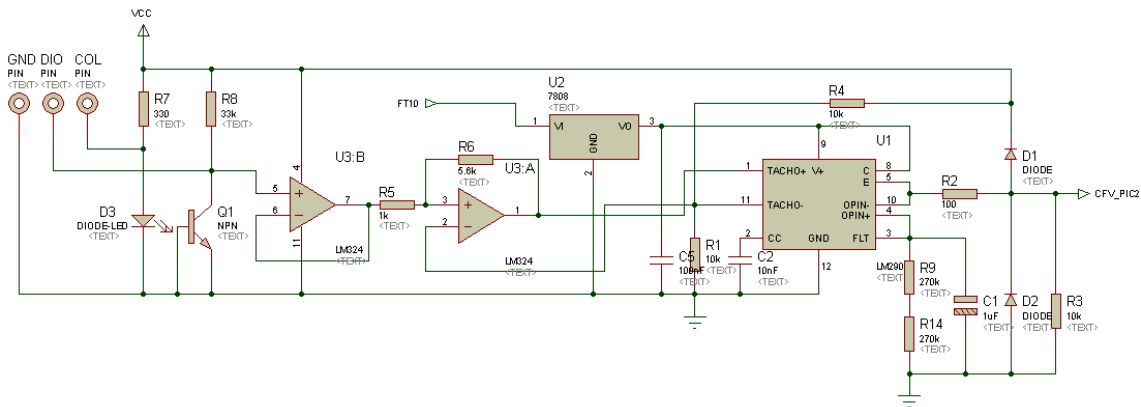 VCC
GND DIO COL
PIN PIN PIN
<TEXT> <TEXT> <TEXT>
R7
330
<TEXT>
R8
33k
<TEXT>
D3
DIODE-LED
<TEXT>
Q1
NPN
<TEXT>
U3:B
4
5
6
7
11
LM324
<TEXT>
R5
1k
<TEXT>
R6
5.6k
<TEXT>
U3:A
3
2
1
LM324
<TEXT>
FT10
U2
7808
<TEXT>
1
VI
VO
3
GND
2
R4
10k
<TEXT>
U1
9
1
TACHO+
V+
C
8
E
5
11
TACHO-
OPIN-
10
OPIN+
4
2
CC
GND
FLT
3
12
LM290
<TEXT>
C5
100nF
<TEXT>
R1
10k
<TEXT>
C2
10nF
<TEXT>
R2
100
<TEXT>
D1
DIODE
<TEXT>
CFV_PIC2
R9
270k
<TEXT>
R14
270k
<TEXT>
C1
1uF
<TEXT>
D2
DIODE
<TEXT>
R3
10k
<TEXT>